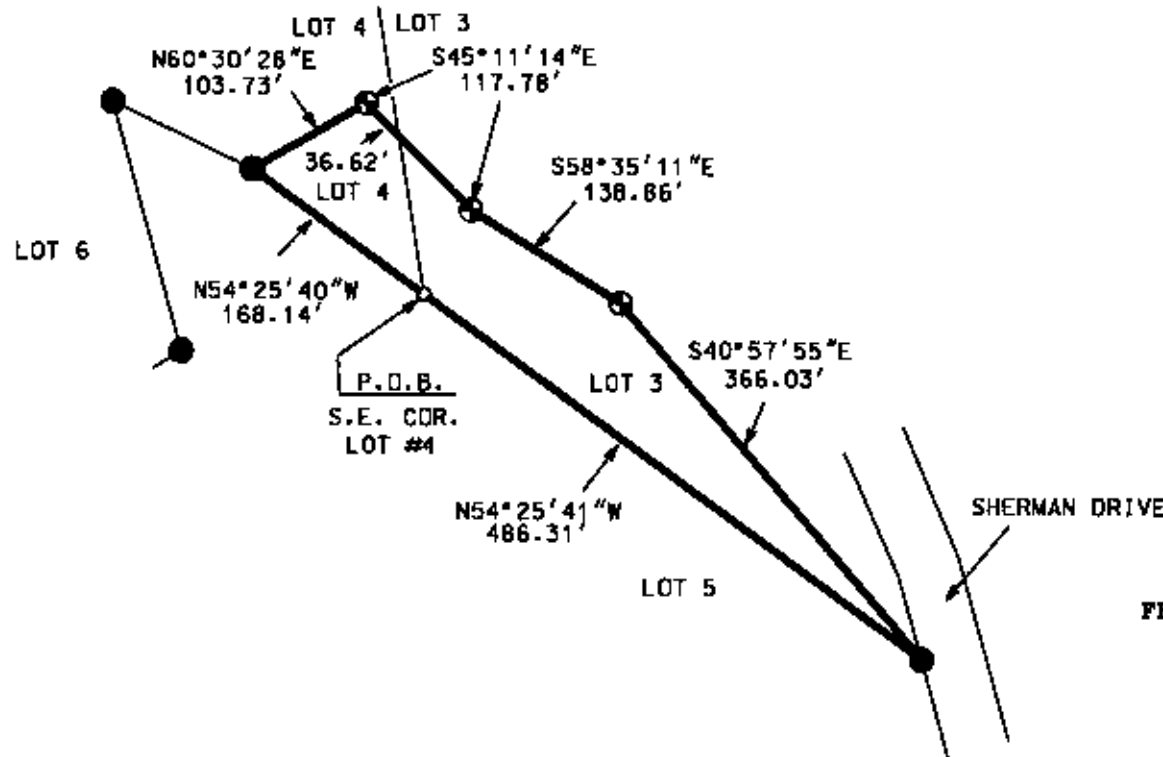 LOT 4 LOT 3
N60°30'28"E
103.73'
S45°11'14"E
117.78'
36.62'
LOT 4
S58°35'11"E
138.86'
LOT 6
N54°25'40"W
168.14'
S40°57'55"E
366.03'
P.O.B.
LOT 3
S.E. COR.
LOT #4
N54°25'41"W
486.31'
SHERMAN DRIVE
LOT 5